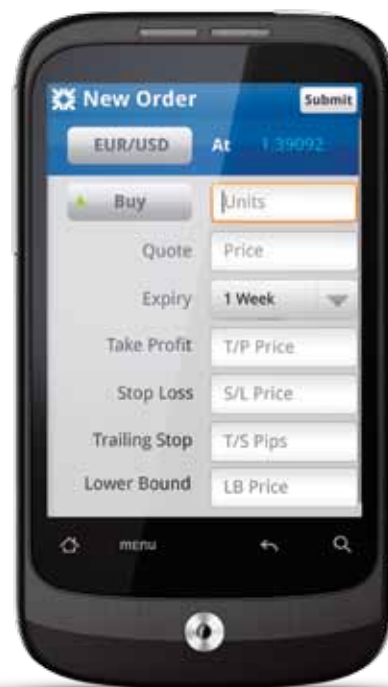 New Order Submit
EUR/USD At 1.39092
Buy Units
Quote Price
Expiry 1 Week
Take Profit T/P Price
Stop Loss S/L Price
Trailing Stop T/S Pips
Lower Bound LB Price
MENU